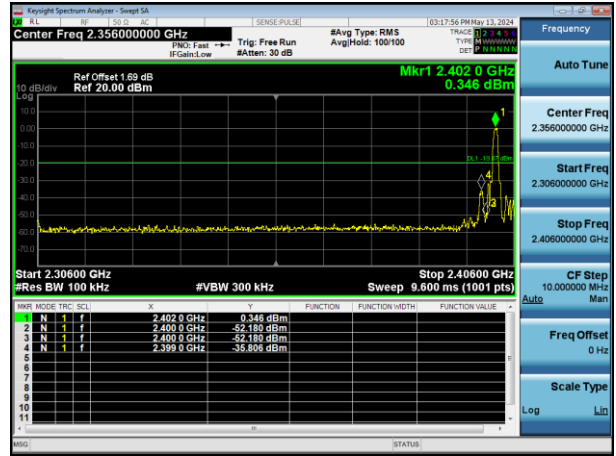 Keysight Spectrum Analyzer - Swept SA
RL RF 50 Ω AC SENSE:PULSE 03:17:56 PM May 13, 2024
Center Freq 2.356000000 GHz #Avg Type: RMS TRACE 1 2 3 4 5 6 Frequency
PNO: Fast Trig: Free Run Avg|Hold: 100/100 TYPE M W W W W W
IFGain:Low #Atten: 30 dB DET P N N N N N
Auto Tune
Ref Offset 1.69 dB Mkr1 2.402 0 GHz
10 dB/div Ref 20.00 dBm 0.346 dBm
Log
10.0
0.00
-10.0
-20.0
-30.0
-40.0
-50.0
-60.0
-70.0
1
4
3
Center Freq
2.356000000 GHz
Start Freq
2.306000000 GHz
Stop Freq
2.406000000 GHz
Start 2.30600 GHz Stop 2.40600 GHz
#Res BW 100 kHz #VBW 300 kHz Sweep 9.600 ms (1001 pts)
CF Step
10.000000 MHz
Auto Man
MKR MODE TRC SCL X Y FUNCTION FUNCTION WIDTH FUNCTION VALUE
1 N 1 f 2.402 0 GHz 0.346 dBm
2 N 1 f 2.400 0 GHz -52.180 dBm
3 N 1 f 2.400 0 GHz -52.180 dBm
4 N 1 f 2.399 0 GHz -35.806 dBm
5
6
7
8
9
10
11
Freq Offset
0 Hz
Scale Type
Log Lin
MSG STATUS